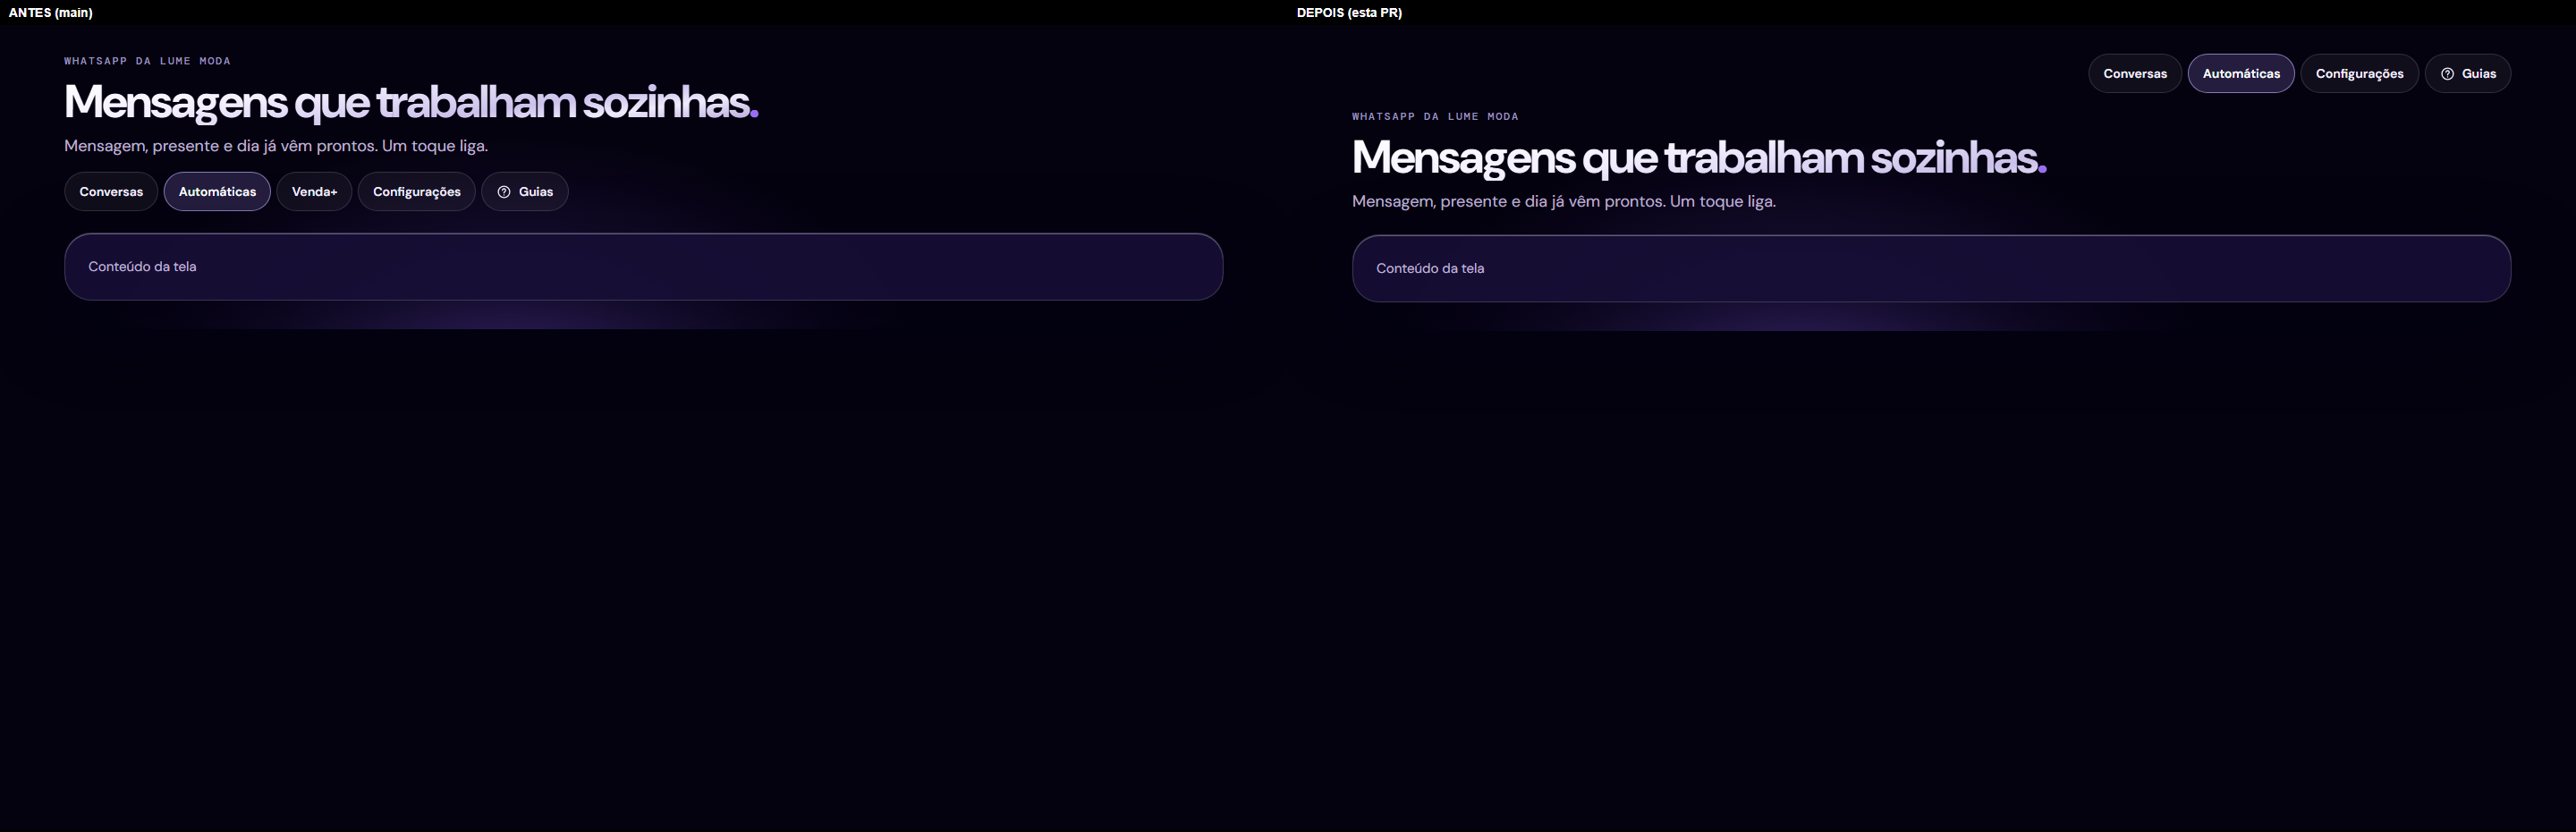 ANTES (main)
WHATSAPP DA LUME MODA
Mensagens que trabalham sozinhas.
Mensagem, presente e dia já vêm prontos. Um toque liga.
Conversas Automáticas Venda+ Configurações Guias
Conteúdo da tela
DEPOIS (esta PR)
Conversas Automáticas Configurações Guias
WHATSAPP DA LUME MODA
Mensagens que trabalham sozinhas.
Mensagem, presente e dia já vêm prontos. Um toque liga.
Conteúdo da tela